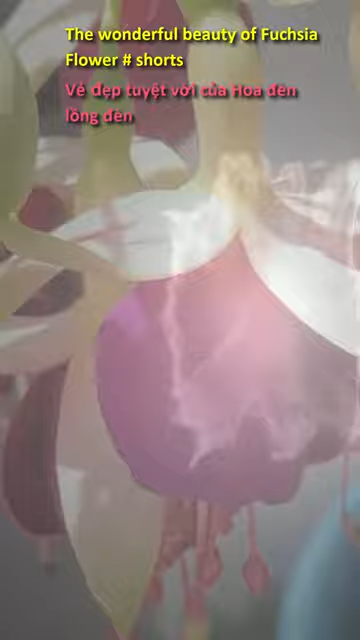 The wonderful beauty of Fuchsia
Flower # shorts
Vẻ đẹp tuyệt vời của Hoa đèn
lồng đèn